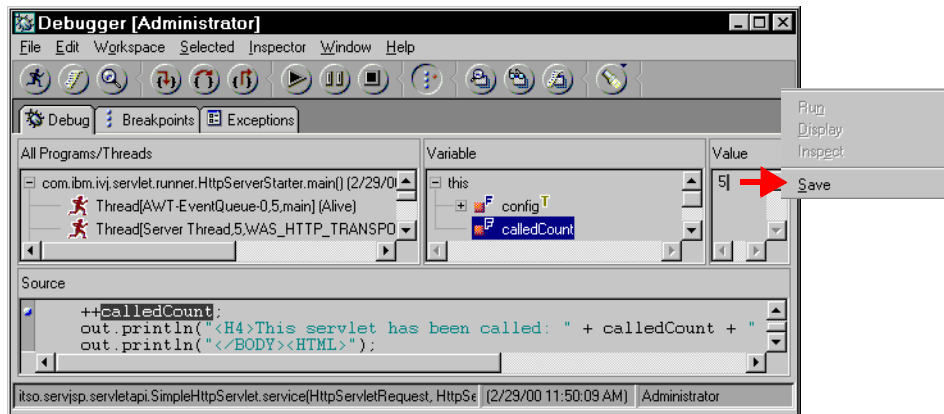 Debugger [Administrator]
File Edit Workspace Selected Inspector Window Help
Debug Breakpoints Exceptions
All Programs/Threads
com.ibm.ivj.servlet.runner.HttpServerStarter.main() (2/29/0
Thread[AWT-EventQueue-0,5,main] (Alive)
Thread[Server Thread,5,WAS_HTTP_TRANSPO
Variable
this
config T
calledCount
Value
5
Run
Display
Inspect
Save
Source
++calledCount;
out.println("<H4>This servlet has been called: " + calledCount + "
out.println("</BODY><HTML>");
itso.servjsp.servletapi.SimpleHttpServlet.service(HttpServletRequest, HttpSe (2/29/00 11:50:09 AM) Administrator